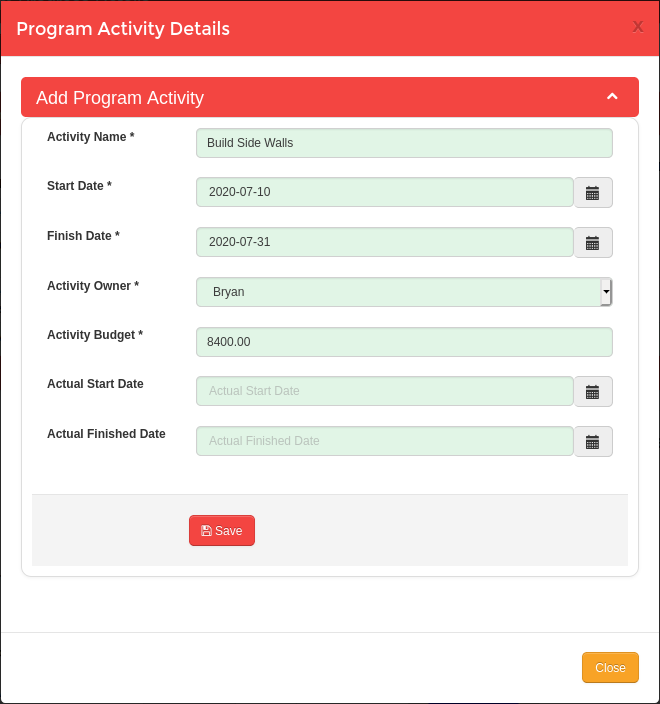 Program Activity Details
X
Add Program Activity
Activity Name *
Build Side Walls
Start Date *
2020-07-10
Finish Date *
2020-07-31
Activity Owner *
Bryan
Activity Budget *
8400.00
Actual Start Date
Actual Start Date
Actual Finished Date
Actual Finished Date
Save
Close